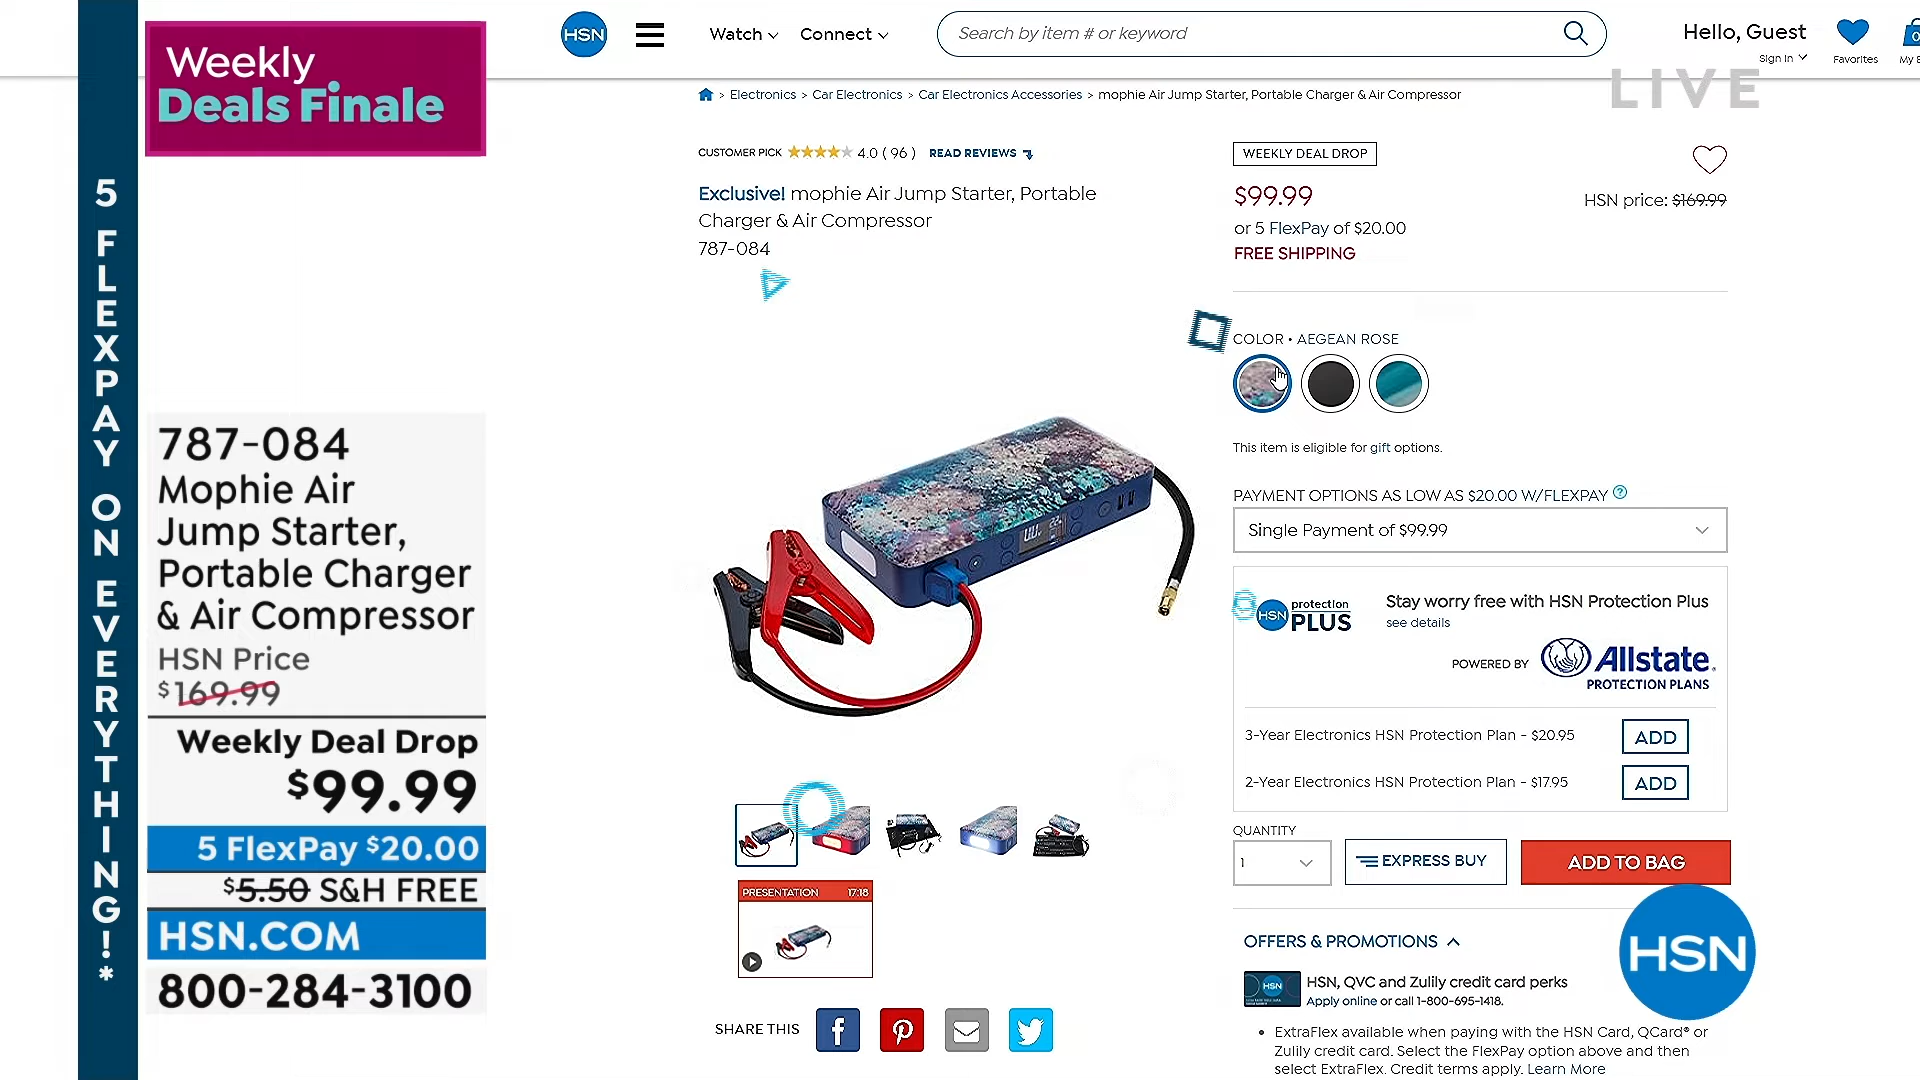 5 FLEXPAY ON EVERYTHING!*
Weekly
Deals Finale
787-084
Mophie Air
Jump Starter,
Portable Charger
& Air Compressor
HSN Price
$169.99
Weekly Deal Drop
$99.99
5 FlexPay $20.00
$5.50 S&H FREE
HSN.COM
800-284-3100
HSN
Watch
Connect
Search by item # or keyword
Hello, Guest
Sign In
Favorites
LIVE
> Electronics > Car Electronics > Car Electronics Accessories > mophie Air Jump Starter, Portable Charger & Air Compressor
CUSTOMER PICK 4.0 ( 96 ) READ REVIEWS
Exclusive! mophie Air Jump Starter, Portable
Charger & Air Compressor
787-084
WEEKLY DEAL DROP
$99.99
HSN price: $169.99
or 5 FlexPay of $20.00
FREE SHIPPING
COLOR • AEGEAN ROSE
This item is eligible for gift options.
PAYMENT OPTIONS AS LOW AS $20.00 W/FLEXPAY ?
Single Payment of $99.99
HSN protection
PLUS
Stay worry free with HSN Protection Plus
see details
POWERED BY Allstate.
PROTECTION PLANS
3-Year Electronics HSN Protection Plan - $20.95 ADD
2-Year Electronics HSN Protection Plan - $17.95 ADD
QUANTITY
1
EXPRESS BUY
ADD TO BAG
PRESENTATION 17:18
SHARE THIS
OFFERS & PROMOTIONS
HSN
HSN, QVC and Zulily credit card perks
Apply online or call 1-800-695-1418.
• ExtraFlex available when paying with the HSN Card, QCard® or
Zulily credit card. Select the FlexPay option above and then
select ExtraFlex. Credit terms apply. Learn More
HSN